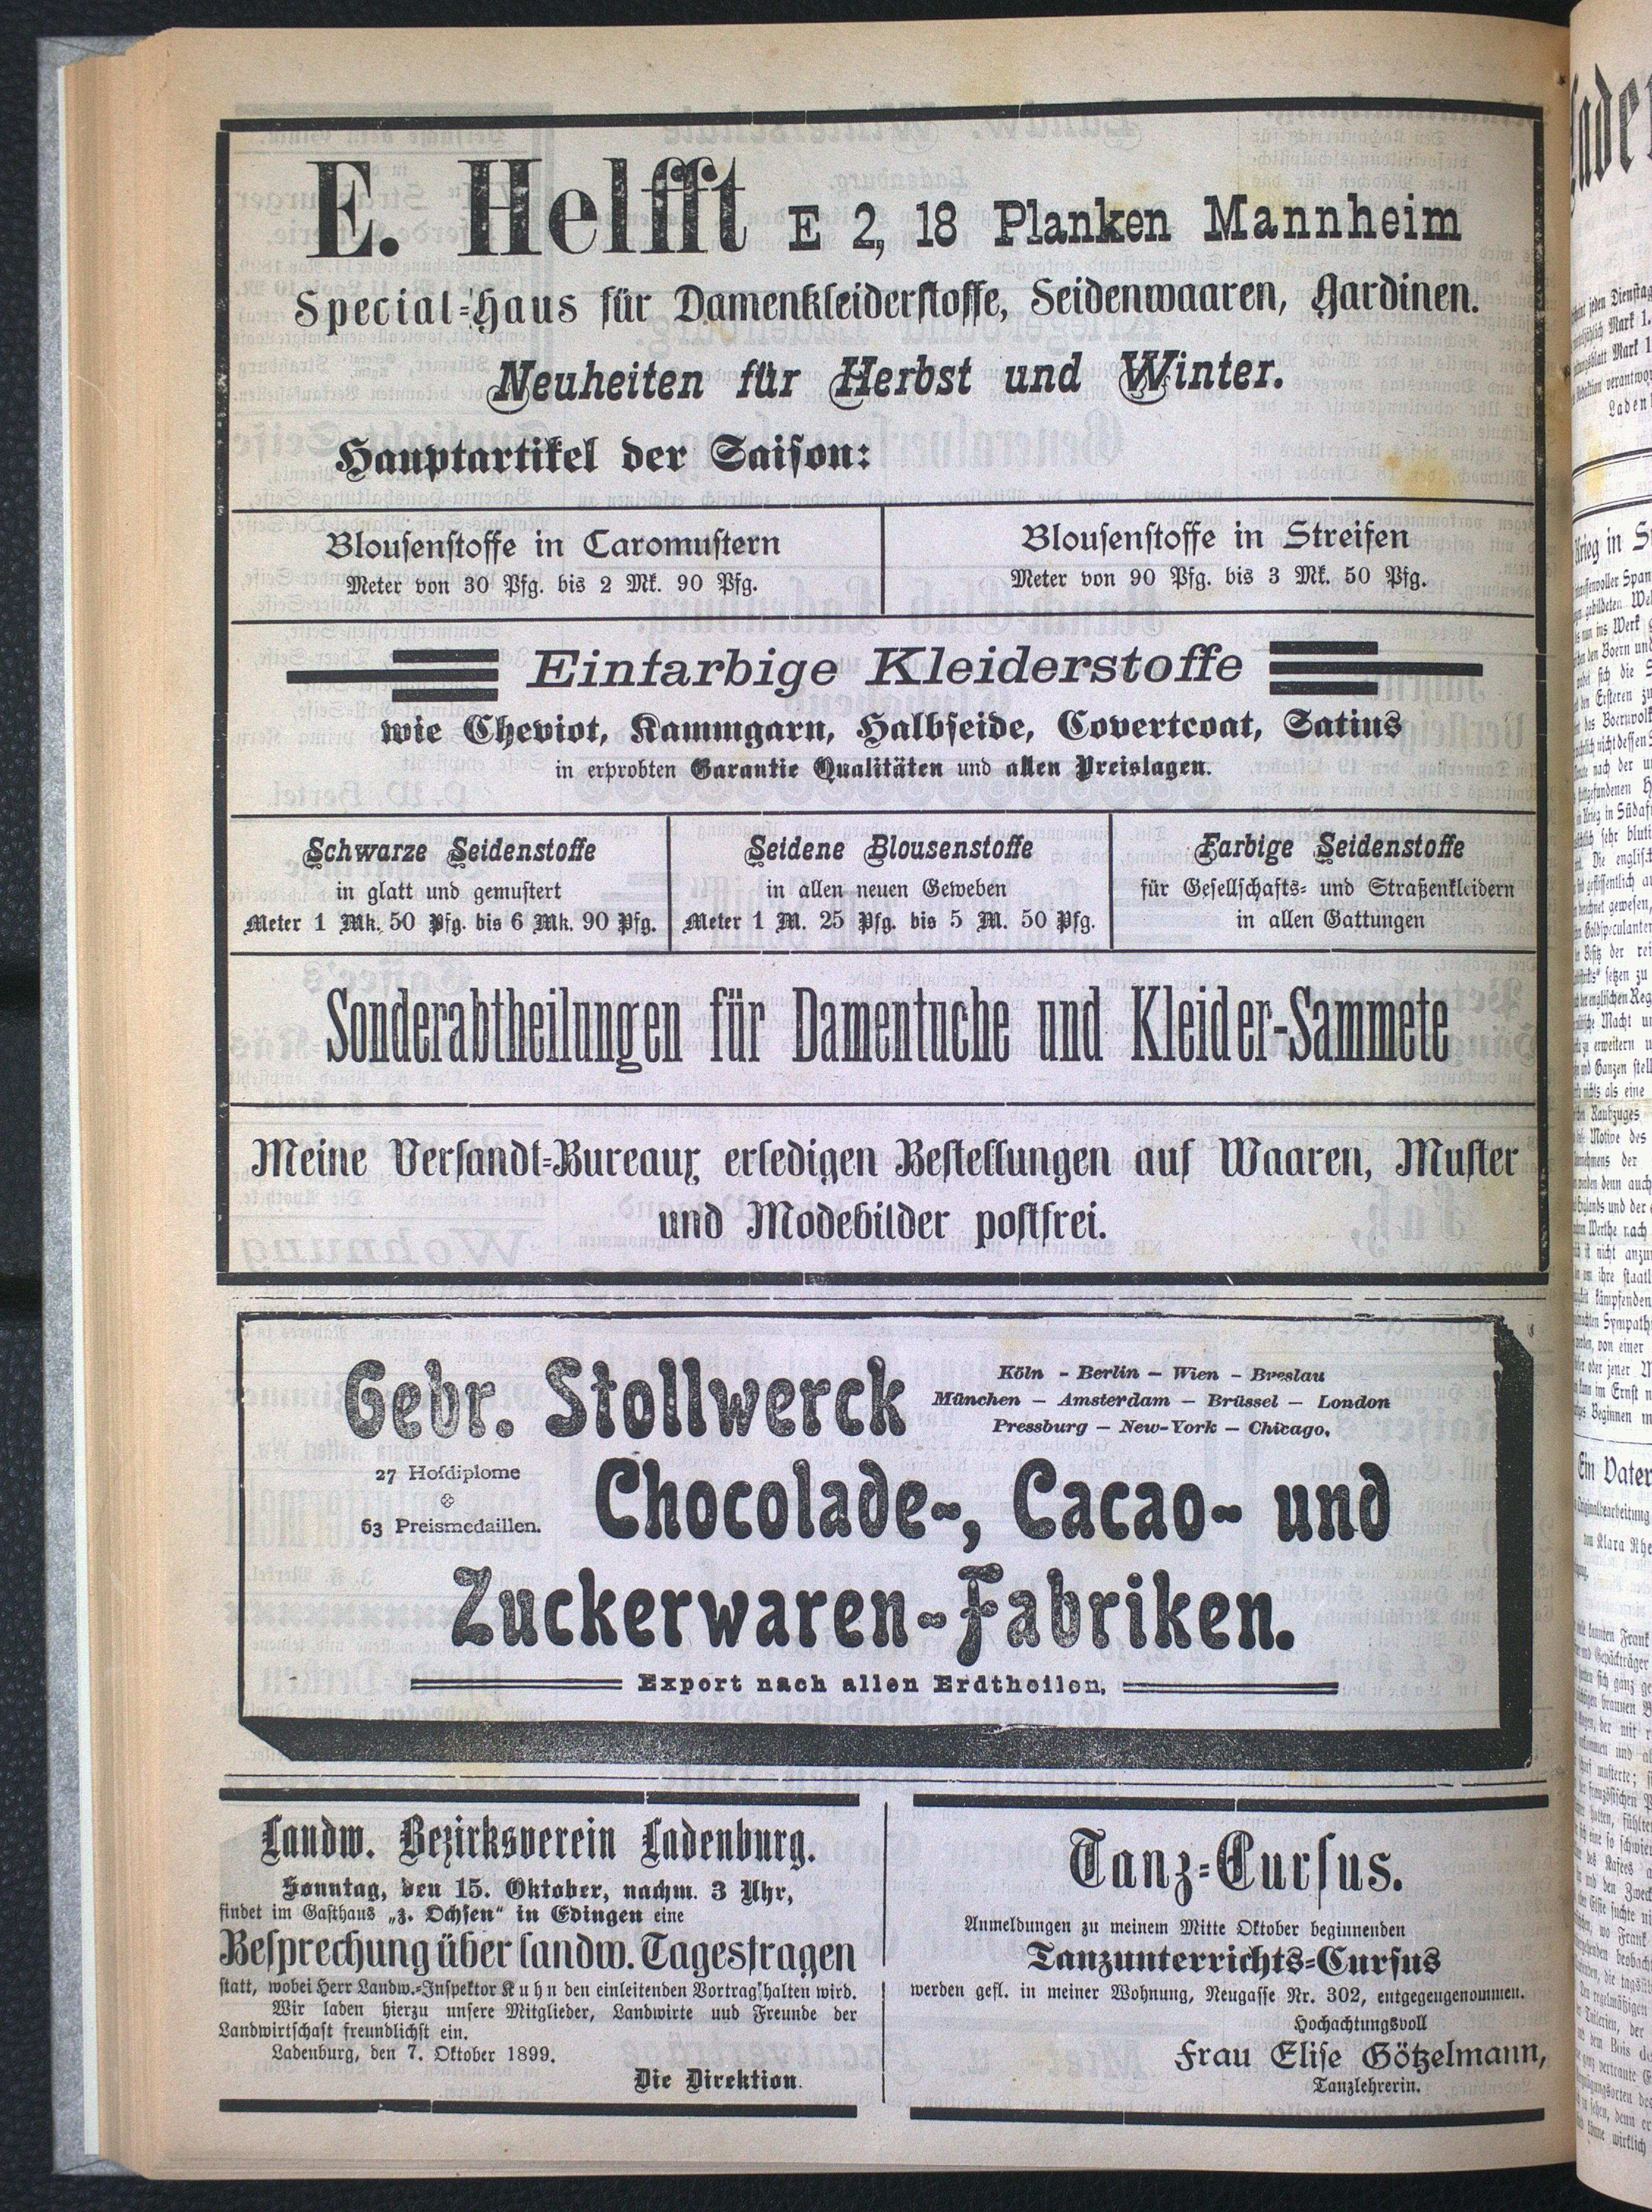 E. Helfft E 2, 18 Planken Mannheim
Special-Haus für Damenkleiderstoffe, Seidenwaaren, Gardinen.
Neuheiten für Herbst und Winter.
Hauptartikel der Saison:
Blousenstoffe in Caromustern
Meter von 30 Pfg. bis 2 Mk. 90 Pfg.
Blousenstoffe in Streifen
Meter von 90 Pfg. bis 3 Mk. 50 Pfg.
Einfarbige Kleiderstoffe
wie Cheviot, Kammgarn, Halbseide, Covertcoat, Satius
in erprobten Garantie Qualitäten und allen Preislagen.
Schwarze Seidenstoffe
in glatt und gemustert
Meter 1 Mk. 50 Pfg. bis 6 Mk. 90 Pfg.
Seidene Blousenstoffe
in allen neuen Geweben
Meter 1 M. 25 Pfg. bis 5 M. 50 Pfg.
Farbige Seidenstoffe
für Gesellschafts- und Straßenkleidern
in allen Gattungen
Sonderabtheilungen für Damentuche und Kleider-Sammete
Meine Versandt-Bureaux erledigen Bestellungen auf Waaren, Muster
und Modebilder postfrei.
Gebr. Stollwerck
Köln - Berlin - Wien - Breslau
München - Amsterdam - Brüssel - London
Pressburg - New-York - Chicago.
27 Hofdiplome
63 Preismedaillen.
Chocolade-, Cacao- und
Zuckerwaren-Fabriken.
Export nach allen Erdtheilen.
Landw. Bezirksverein Ladenburg.
Sonntag, den 15. Oktober, nachm. 3 Uhr,
findet im Gasthaus „z. Ochsen“ in Edingen eine
Besprechung über landw. Tagesfragen
statt, wobei Herr Landw.-Inspektor Kuhn den einleitenden Vortrag halten wird.
Wir laden hierzu unsere Mitglieder, Landwirte uud Freunde der
Landwirtschaft freundlichst ein.
Ladenburg, den 7. Oktober 1899.
Die Direktion.
Tanz-Cursus.
Anmeldungen zu meinem Mitte Oktober beginnenden
Tanzunterrichts-Cursus
werden gefl. in meiner Wohnung, Neugasse Nr. 302, entgegengenommen.
Hochachtungsvoll
Frau Elise Götzelmann,
Tanzlehrerin.